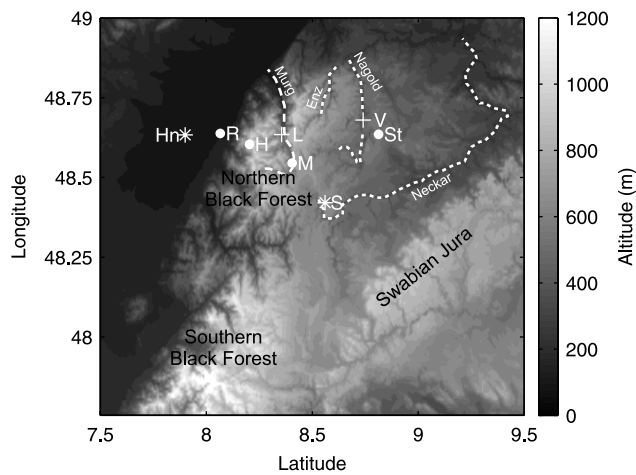 49
48.75
48.5
48.25
48
Longitude
7.5
8
8.5
9
9.5
Latitude
Murg
Enz
Nagold
Neckar
Hn
R
H
L
M
V
St
S
Northern
Black Forest
Swabian Jura
Southern
Black Forest
1200
1000
800
600
400
200
0
Altitude (m)